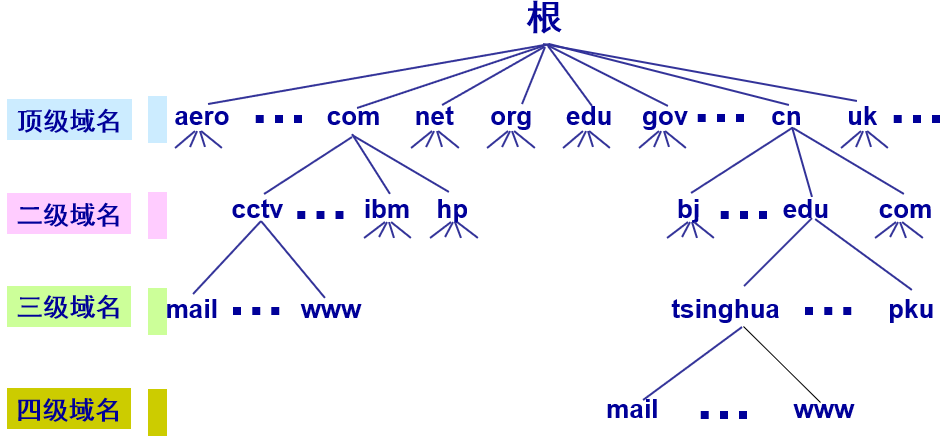 根
顶级域名 aero ... com net org edu gov ... cn uk ...
二级域名 cctv ... ibm hp bj ... edu com
三级域名 mail ... www tsinghua ... pku
四级域名 mail ... www